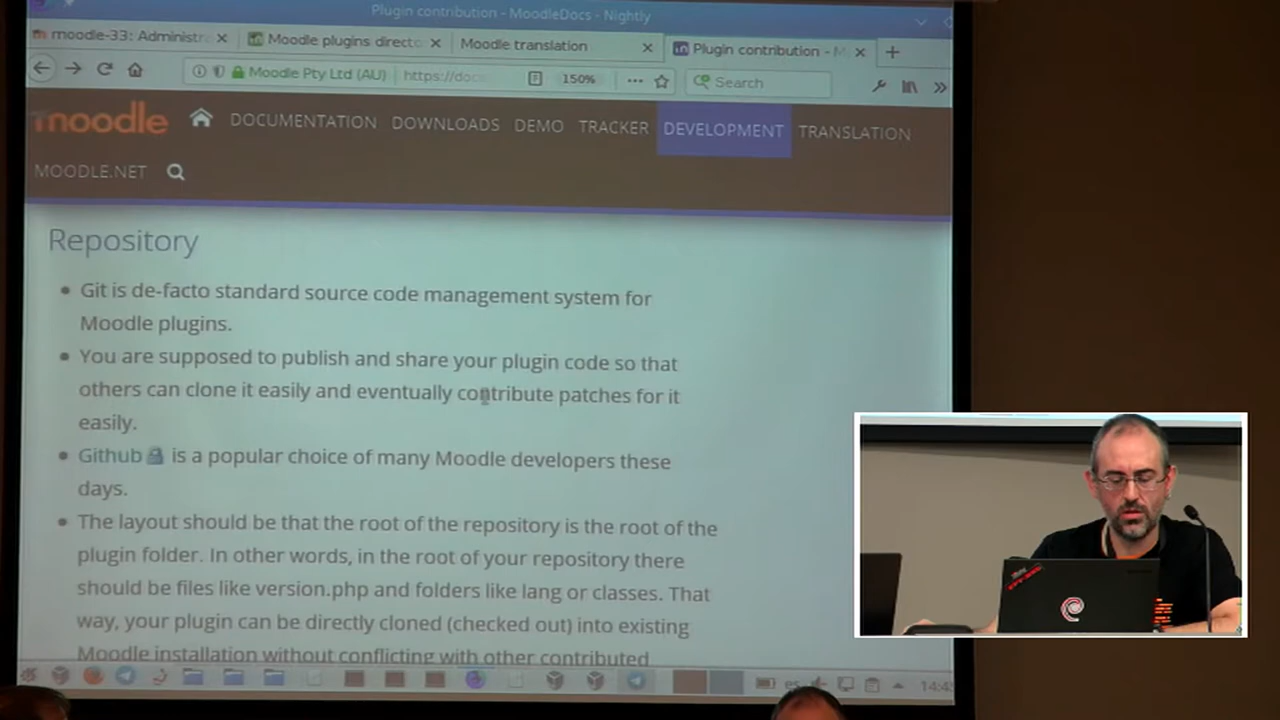 Plugin contribution - MoodleDocs - Nightly
moodle-33: Administra
Moodle plugins directo
Moodle translation
Plugin contribution - M
Moodle Pty Ltd (AU)
https://docs
150%
Search
moodle
DOCUMENTATION
DOWNLOADS
DEMO
TRACKER
DEVELOPMENT
TRANSLATION
MOODLE.NET
Repository
Git is de-facto standard source code management system for
Moodle plugins.
You are supposed to publish and share your plugin code so that
others can clone it easily and eventually contribute patches for it
easily.
Github is a popular choice of many Moodle developers these
days.
The layout should be that the root of the repository is the root of the
plugin folder. In other words, in the root of your repository there
should be files like version.php and folders like lang or classes. That
way, your plugin can be directly cloned (checked out) into existing
Moodle installation without conflicting with other contributed
es